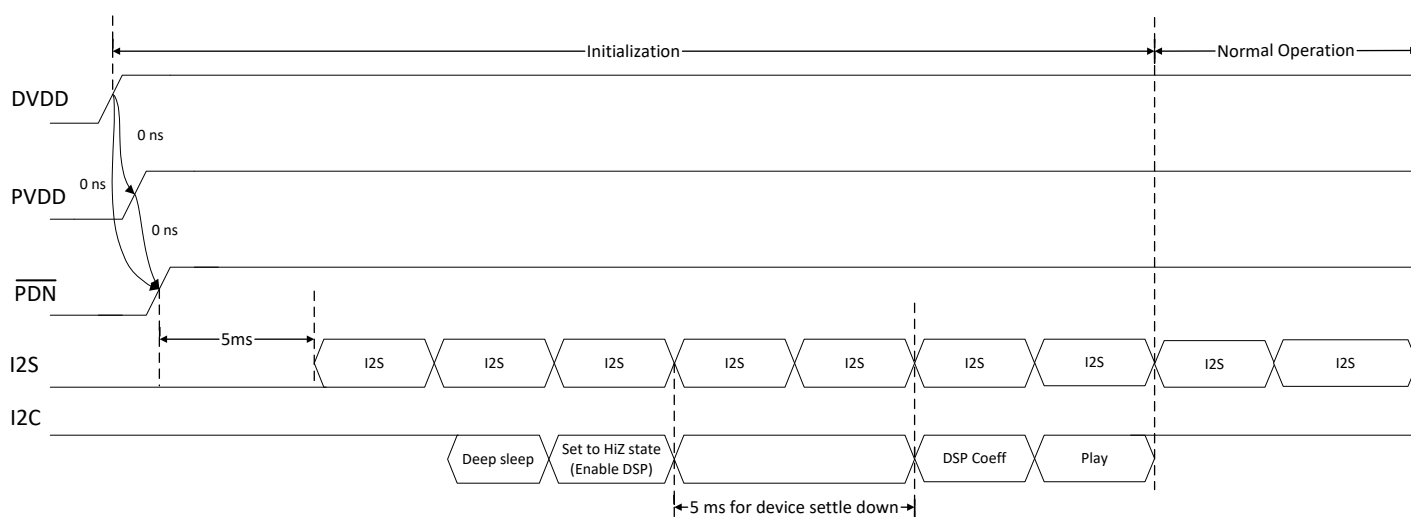 Initialization
Normal Operation
DVDD
0 ns
PVDD
0 ns
0 ns
PDN
5ms
I2S
I2S
I2S
I2S
I2S
I2S
I2S
I2S
I2S
I2S
I2C
Deep sleep
Set to HiZ state
(Enable DSP)
DSP Coeff
Play
5 ms for device settle down